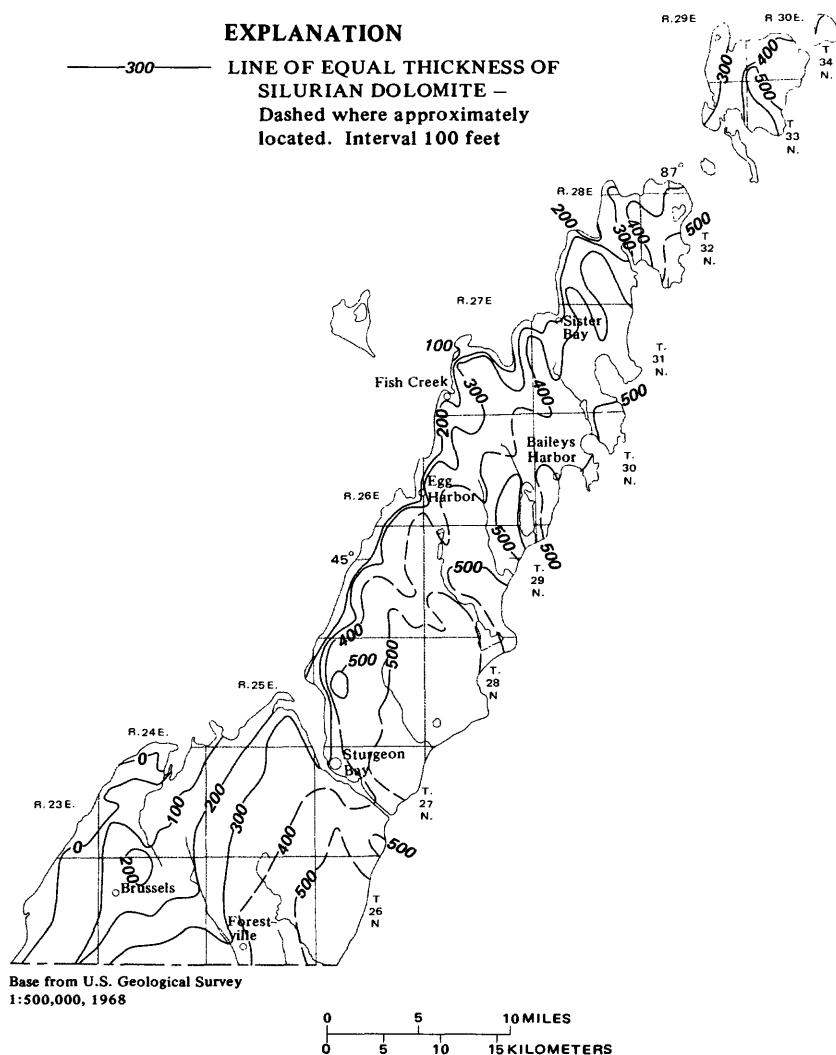 EXPLANATION
300 LINE OF EQUAL THICKNESS OF
SILURIAN DOLOMITE –
Dashed where approximately
located. Interval 100 feet
R.29E
R 30E.
T
34
N.
300
400
500
T.
33
N.
87°
R.28E
200
300
400
500
T
32
N.
R.27E
Sister
Bay
100
T.
31
N.
Fish Creek
300
400
500
200
Baileys
Harbor
T.
30
N.
R.26E
Egg
Harbor
500
500
45°
500
T.
29
N.
400
500
500
T.
28
N
R.25E.
R.24E.
0
Sturgeon
Bay
T.
27
N.
R.23E.
100
200
300
400
500
0
200
Brussels
500
T
26
N
Forest-
ville
Base from U.S. Geological Survey
1:500,000, 1968
0 5 10 MILES
0 5 10 15 KILOMETERS